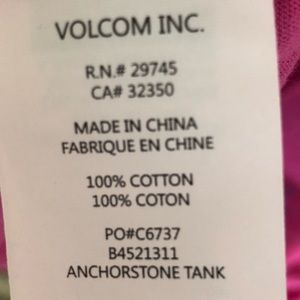 VOLCOM INC.
R.N.# 29745
CA# 32350
MADE IN CHINA
FABRIQUE EN CHINE
100% COTTON
100% COTON
PO#C6737
B4521311
ANCHORSTONE TANK